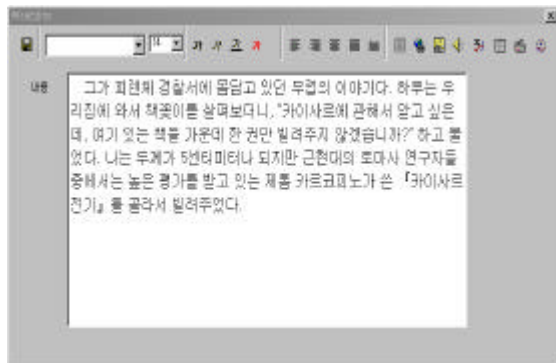 가 가 가 가
내용
그가 피렌체 경찰서에 몸담고 있던 무렵의 이야기다. 하루는 우
리집에 와서 책꽂이를 살펴보더니, "카이사르에 관해서 알고 싶은
데, 여기 있는 책들 가운데 한 권만 빌려주지 않겠습니까?" 하고 물
었다. 나는 두께가 5센티미터나 되지만 근현대의 로마사 연구자들
중에서는 높은 평가를 받고 있는 제롬 카르코피노가 쓴 『카이사르
전기』를 골라서 빌려주었다.